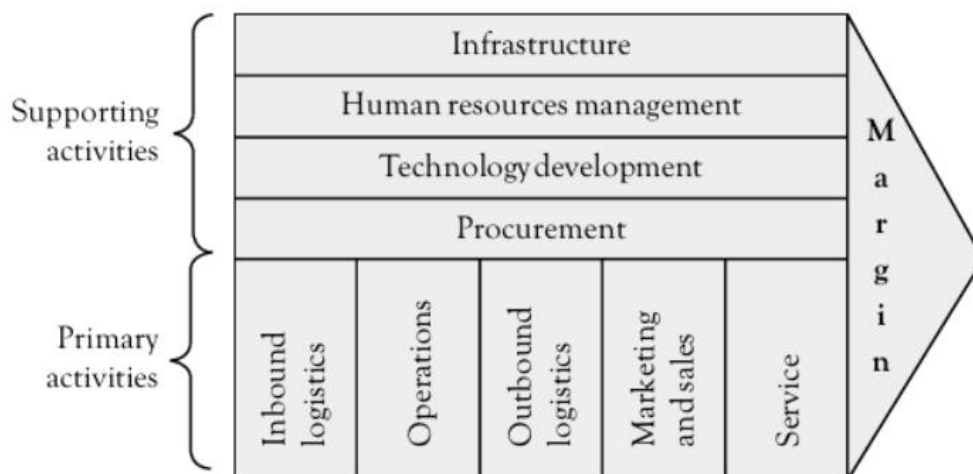 Supporting
activities
Infrastructure
Human resources management
Technology development
Procurement
Primary
activities
Inbound
logistics
Operations
Outbound
logistics
Marketing
and sales
Service
Margin